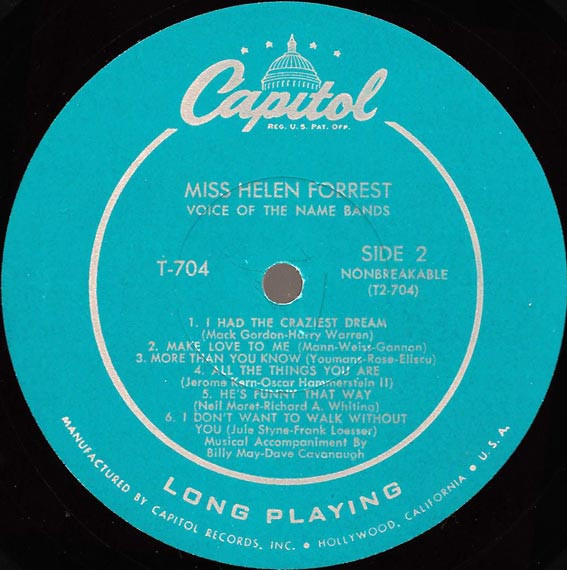 Capitol
REG. U.S. PAT. OFF.
MISS HELEN FORREST
VOICE OF THE NAME BANDS
T-704
SIDE 2
NONBREAKABLE
(T2-704)
1. I HAD THE CRAZIEST DREAM
(Mack Gordon-Harry Warren)
2. MAKE LOVE TO ME (Mann-Weiss-Gannon)
3. MORE THAN YOU KNOW (Youmans-Rose-Eliscu)
4. ALL THE THINGS YOU ARE
(Jerome Kern-Oscar Hammerstein II)
5. HE'S FUNNY THAT WAY
(Neil Moret-Richard A. Whiting)
6. I DON'T WANT TO WALK WITHOUT
YOU (Jule Styne-Frank Loesser)
Musical Accompaniment By
Billy May-Dave Cavanaugh
LONG PLAYING
MANUFACTURED BY CAPITOL RECORDS, INC. • HOLLYWOOD, CALIFORNIA • U.S.A.